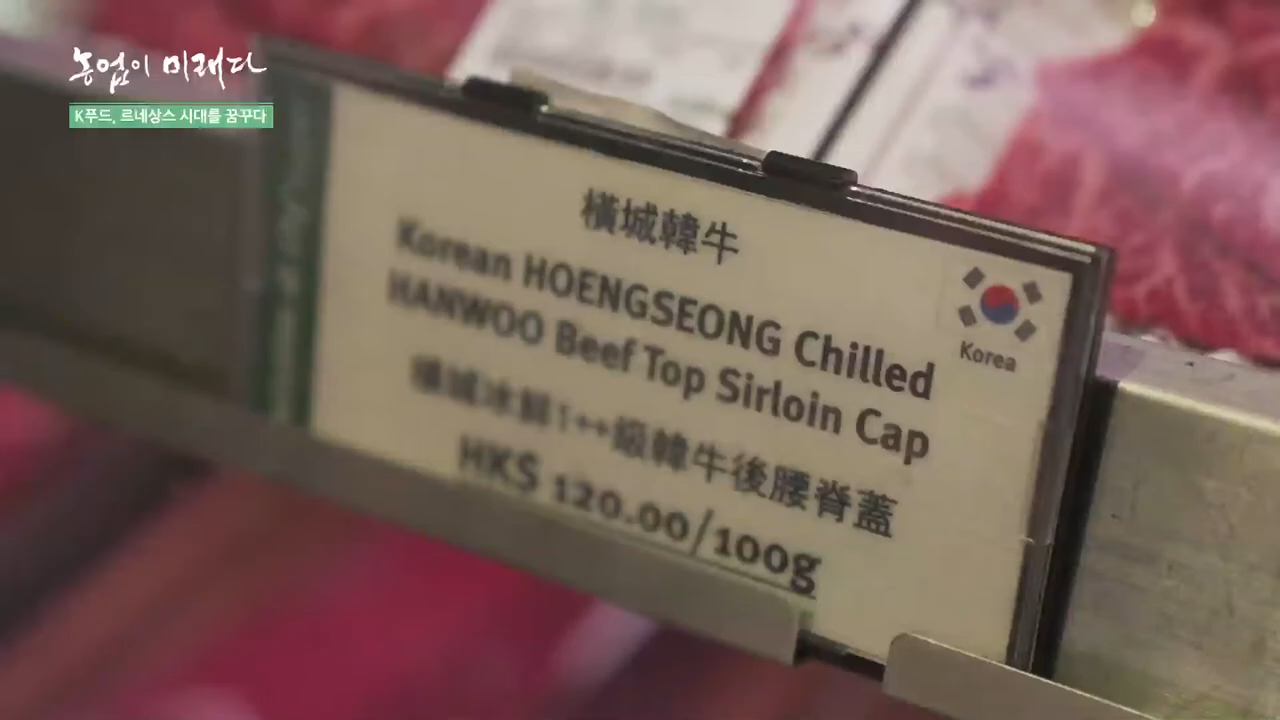 농업이 미래다
K푸드, 르네상스 시대를 꿈꾸다
橫城韓牛
Korean HOENGSEONG Chilled
HANWOO Beef Top Sirloin Cap
Korea
橫城冰鮮1++級韓牛後腰脊蓋
HK$ 120.00/100g